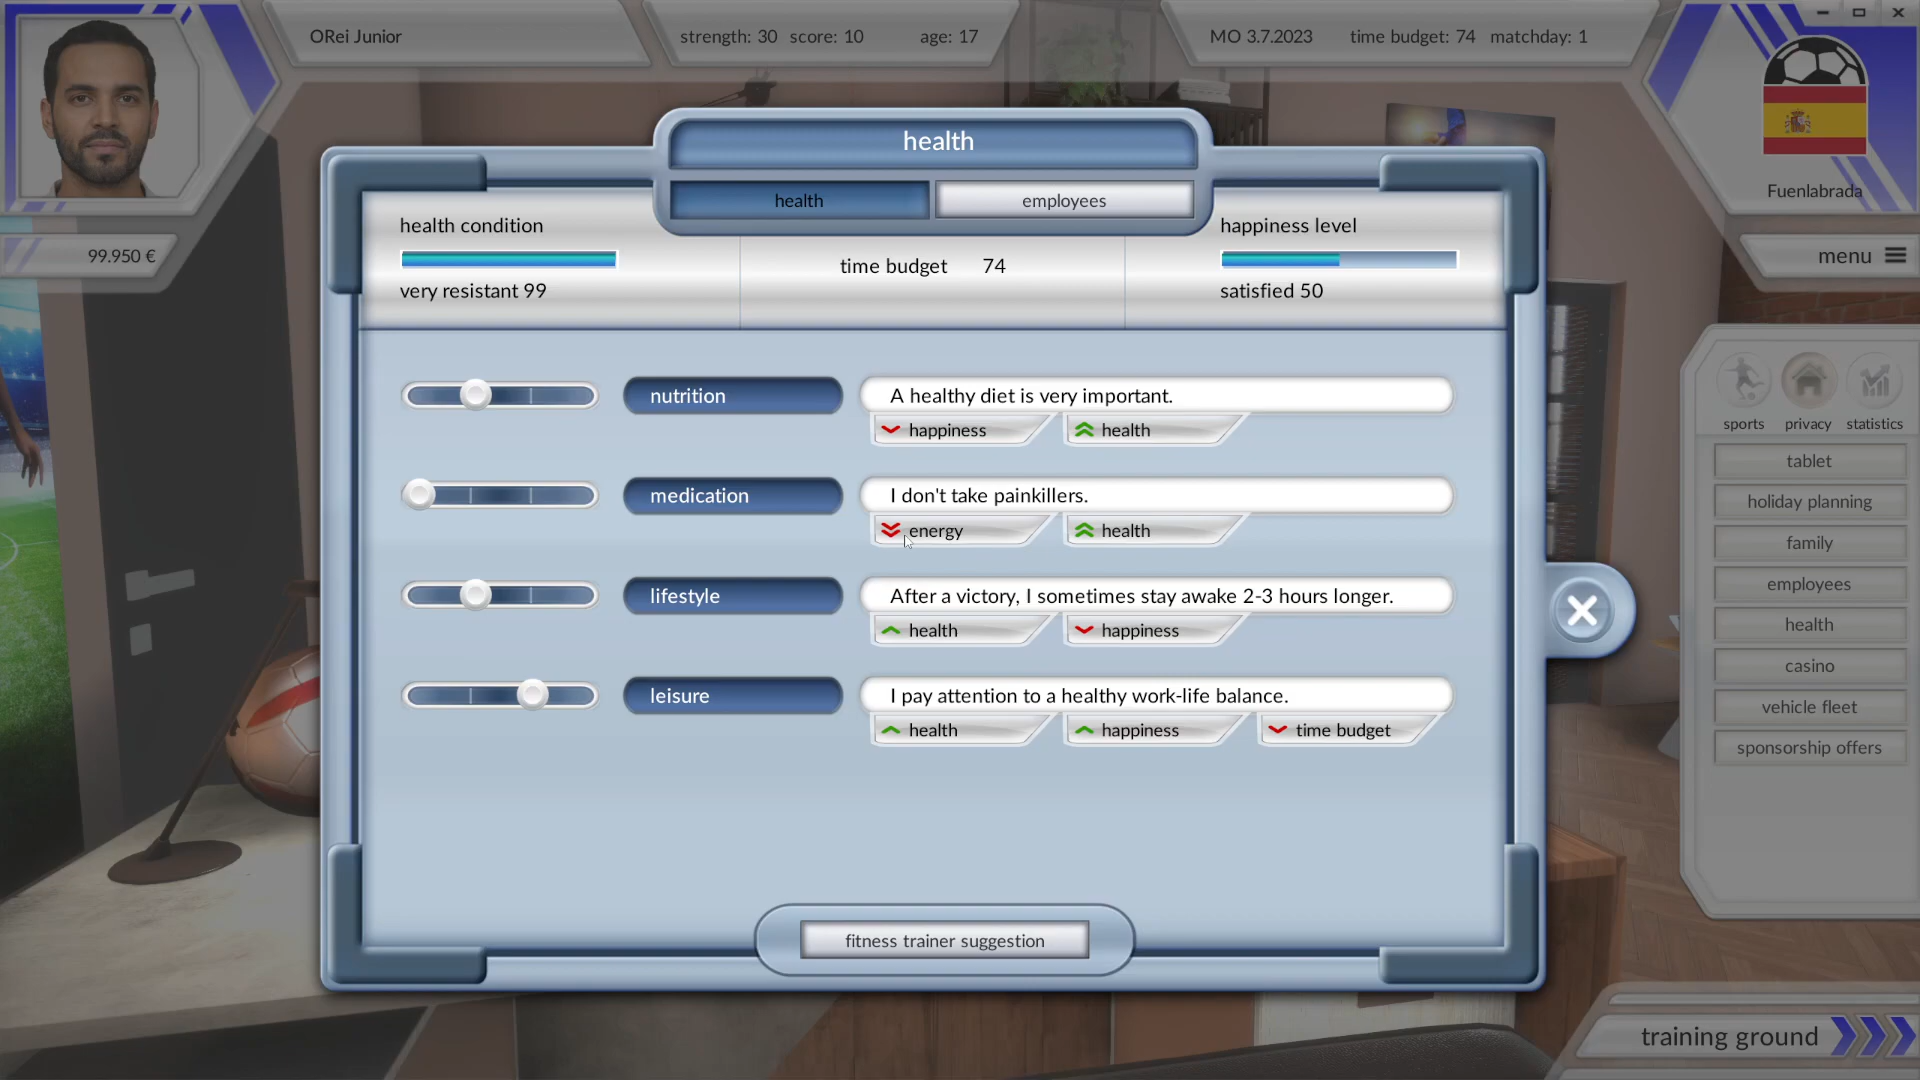 ORei Junior
strength: 30 score: 10 age: 17
MO 3.7.2023 time budget: 74 matchday: 1
Fuenlabrada
99.950 €
menu
health
health
employees
health condition
very resistant 99
time budget 74
happiness level
satisfied 50
nutrition
A healthy diet is very important.
happiness
health
medication
I don't take painkillers.
energy
health
lifestyle
After a victory, I sometimes stay awake 2-3 hours longer.
health
happiness
leisure
I pay attention to a healthy work-life balance.
health
happiness
time budget
fitness trainer suggestion
sports
privacy
statistics
tablet
holiday planning
family
employees
health
casino
vehicle fleet
sponsorship offers
training ground